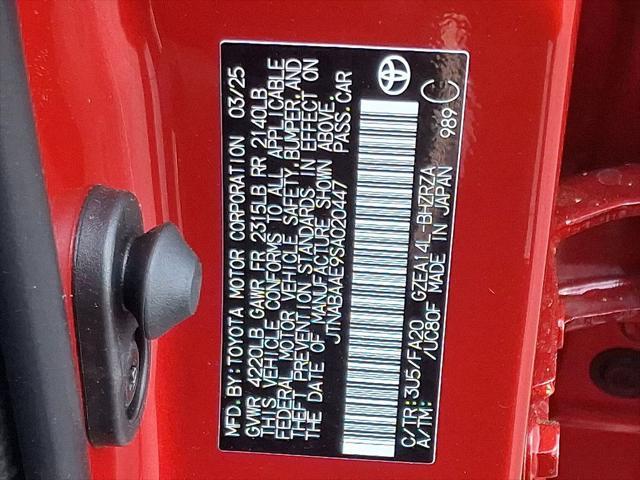 MFD.BY:TOYOTA MOTOR CORPORATION 03/25
GVWR 4220LB GAWR FR 2315LB RR 2140LB
THIS VEHICLE CONFORMS TO ALL APPLICABLE
FEDERAL MOTOR VEHICLE SAFETY,BUMPER,AND
THEFT PREVENTION STANDARDS IN EFFECT ON
THE DATE OF MANUFACTURE SHOWN ABOVE.
JTNABAAE9SA020447 PASS.CAR
C/TR:3U5/FA20 GZEA14L-BHZRZA 989 C
A/TM: /UC80F MADE IN JAPAN